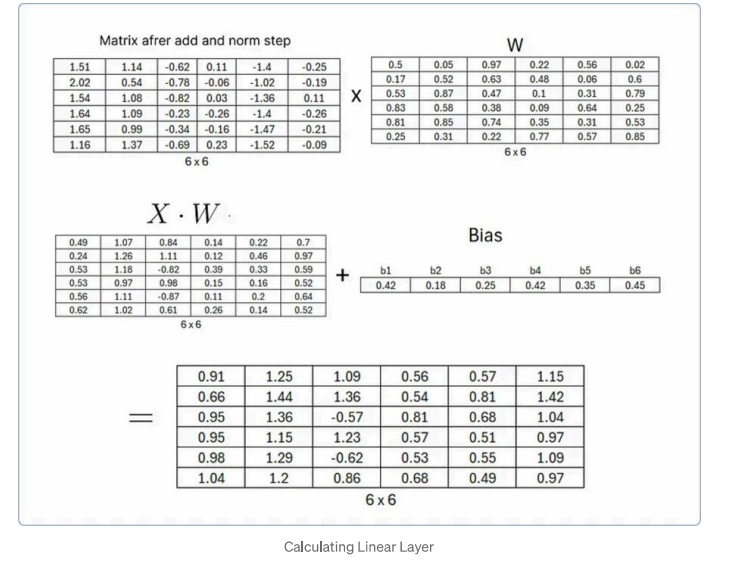 Matrix afrer add and norm step
W
1.51 1.14 -0.62 0.11 -1.4 -0.25
2.02 0.54 -0.78 -0.06 -1.02 -0.19
1.54 1.08 -0.82 0.03 -1.36 0.11
1.64 1.09 -0.23 -0.26 -1.4 -0.26
1.65 0.99 -0.34 -0.16 -1.47 -0.21
1.16 1.37 -0.69 0.23 -1.52 -0.09
6 x 6
X
0.5 0.05 0.97 0.22 0.56 0.02
0.17 0.52 0.63 0.48 0.06 0.6
0.53 0.87 0.47 0.1 0.31 0.79
0.83 0.58 0.38 0.09 0.64 0.25
0.81 0.85 0.74 0.35 0.31 0.53
0.25 0.31 0.22 0.77 0.57 0.85
6 x 6
X · W
0.49 1.07 0.84 0.14 0.22 0.7
0.24 1.26 1.11 0.12 0.46 0.97
0.53 1.18 -0.82 0.39 0.33 0.59
0.53 0.97 0.98 0.15 0.16 0.52
0.56 1.11 -0.87 0.11 0.2 0.64
0.62 1.02 0.61 0.26 0.14 0.52
6 x 6
+
Bias
b1 b2 b3 b4 b5 b6
0.42 0.18 0.25 0.42 0.35 0.45
=
0.91 1.25 1.09 0.56 0.57 1.15
0.66 1.44 1.36 0.54 0.81 1.42
0.95 1.36 -0.57 0.81 0.68 1.04
0.95 1.15 1.23 0.57 0.51 0.97
0.98 1.29 -0.62 0.53 0.55 1.09
1.04 1.2 0.86 0.68 0.49 0.97
6 x 6
Calculating Linear Layer